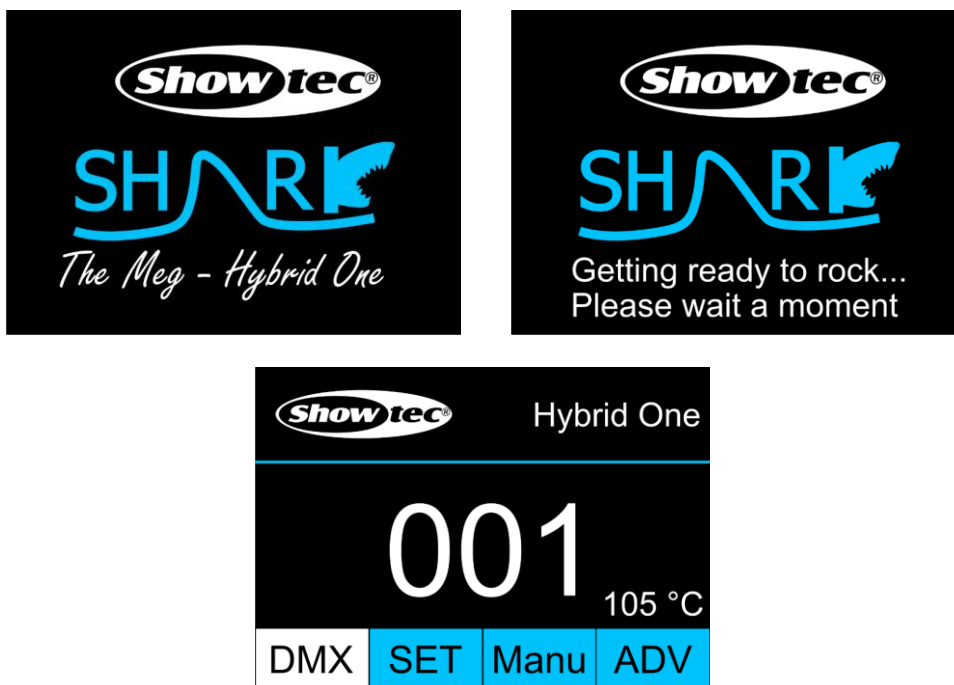 Showtec®
SHARK
The Meg - Hybrid One
Showtec®
SHARK
Getting ready to rock...
Please wait a moment
Showtec® Hybrid One
001
105 °C
DMX SET Manu ADV